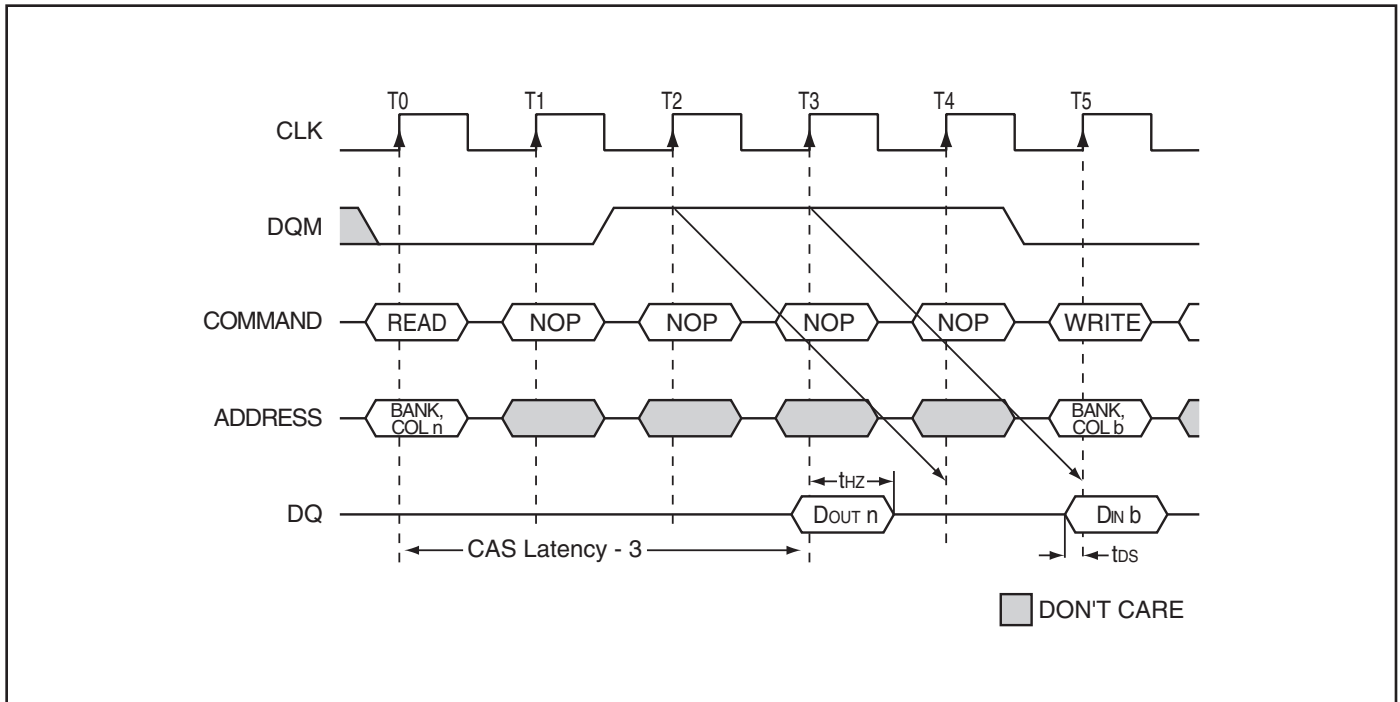 T0 T1 T2 T3 T4 T5
CLK
DQM
COMMAND READ NOP NOP NOP NOP WRITE
ADDRESS BANK, COL n BANK, COL b
tHZ
DQ DOUT n DIN b
CAS Latency - 3 tDS
DON'T CARE